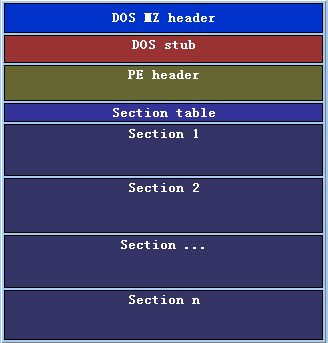 DOS MZ header
DOS stub
PE header
Section table
Section 1
Section 2
Section ...
Section n